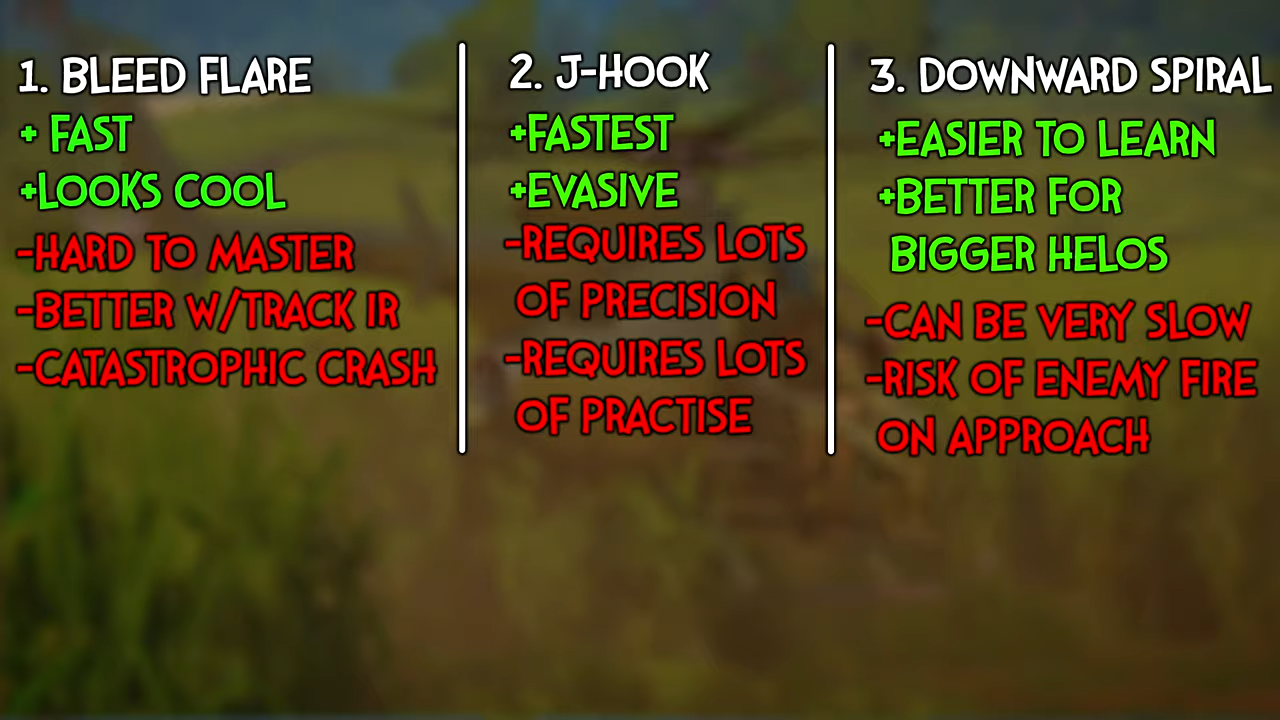 1. BLEED FLARE
+ FAST
+LOOKS COOL
-HARD TO MASTER
-BETTER W/TRACK IR
-CATASTROPHIC CRASH
2. J-HOOK
+FASTEST
+EVASIVE
-REQUIRES LOTS
OF PRECISION
-REQUIRES LOTS
OF PRACTISE
3. DOWNWARD SPIRAL
+EASIER TO LEARN
+BETTER FOR
BIGGER HELOS
-CAN BE VERY SLOW
-RISK OF ENEMY FIRE
ON APPROACH